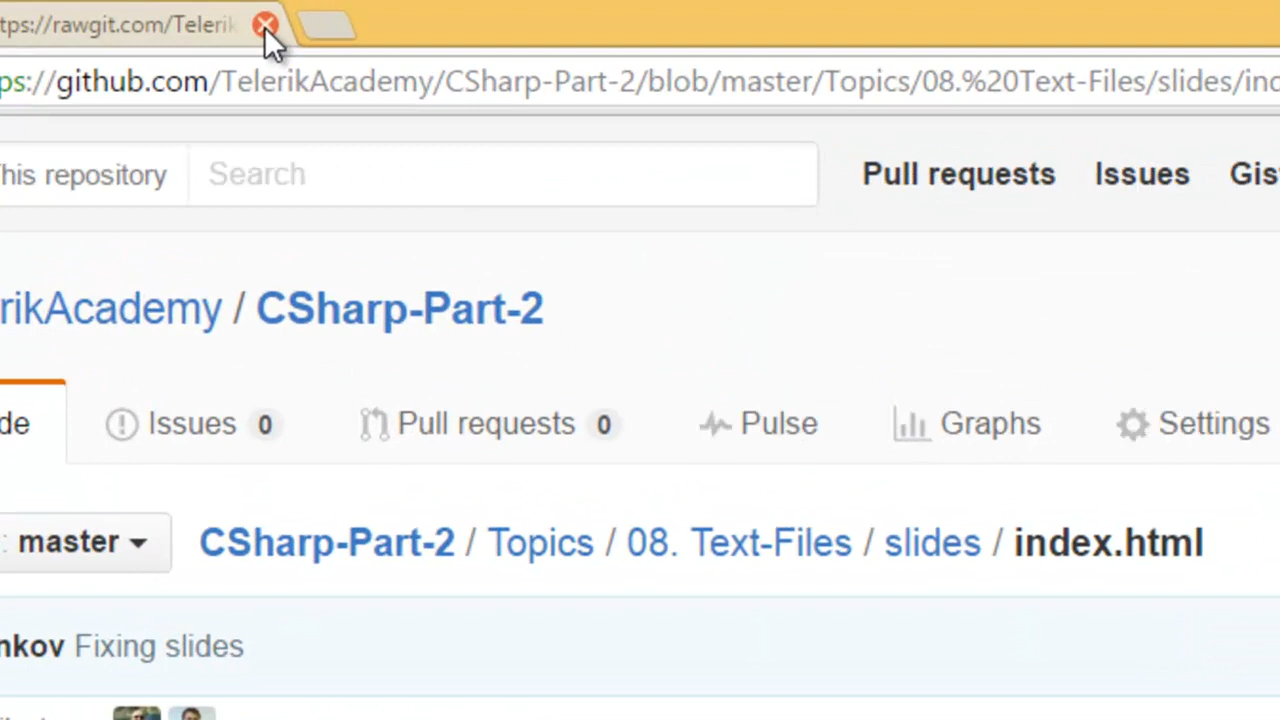 tps://rawgit.com/Telerik
ps://github.com/TelerikAcademy/CSharp-Part-2/blob/master/Topics/08.%20Text-Files/slides/ind
his repository Search Pull requests Issues Gis
rikAcademy / CSharp-Part-2
de Issues 0 Pull requests 0 Pulse Graphs Settings
: master CSharp-Part-2 / Topics / 08. Text-Files / slides / index.html
nkov Fixing slides